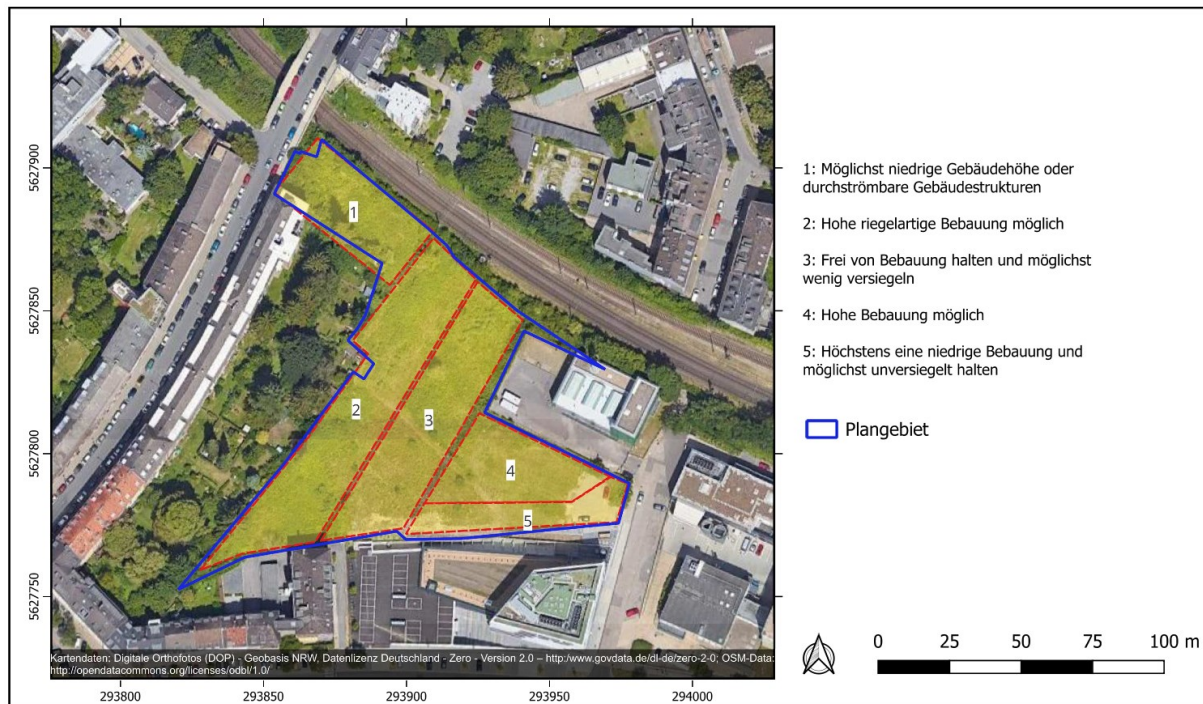 5627900
5627850
5627800
5627750
1
2
3
4
5
Kartendaten: Digitale Orthofotos (DOP) - Geobasis NRW, Datenlizenz Deutschland - Zero - Version 2.0 – http:/www.govdata/dl-de/zero-2-0; OSM-Data:
http://opendatacommons.org/licenses/odbl/1.0/
293800
293850
293900
293950
294000
1: Möglichst niedrige Gebäudehöhe oder
durchströmbare Gebäudestrukturen
2: Hohe riegelartige Bebauung möglich
3: Frei von Bebauung halten und möglichst
wenig versiegeln
4: Hohe Bebauung möglich
5: Höchstens eine niedrige Bebauung und
möglichst unversiegelt halten
Plangebiet
0 25 50 75 100 m